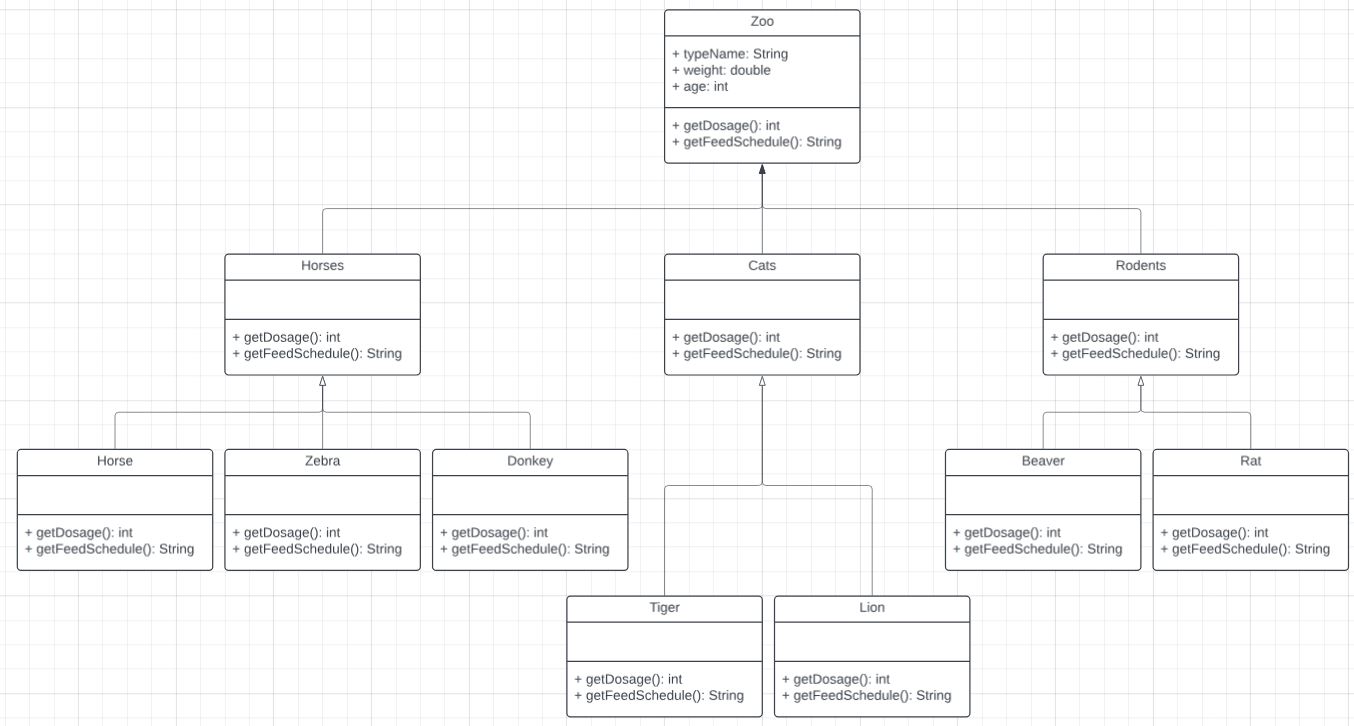 Zoo
+ typeName: String
+ weight: double
+ age: int
+ getDosage(): int
+ getFeedSchedule(): String
Horses
+ getDosage(): int
+ getFeedSchedule(): String
Cats
+ getDosage(): int
+ getFeedSchedule(): String
Rodents
+ getDosage(): int
+ getFeedSchedule(): String
Horse
+ getDosage(): int
+ getFeedSchedule(): String
Zebra
+ getDosage(): int
+ getFeedSchedule(): String
Donkey
+ getDosage(): int
+ getFeedSchedule(): String
Beaver
+ getDosage(): int
+ getFeedSchedule(): String
Rat
+ getDosage(): int
+ getFeedSchedule(): String
Tiger
+ getDosage(): int
+ getFeedSchedule(): String
Lion
+ getDosage(): int
+ getFeedSchedule(): String